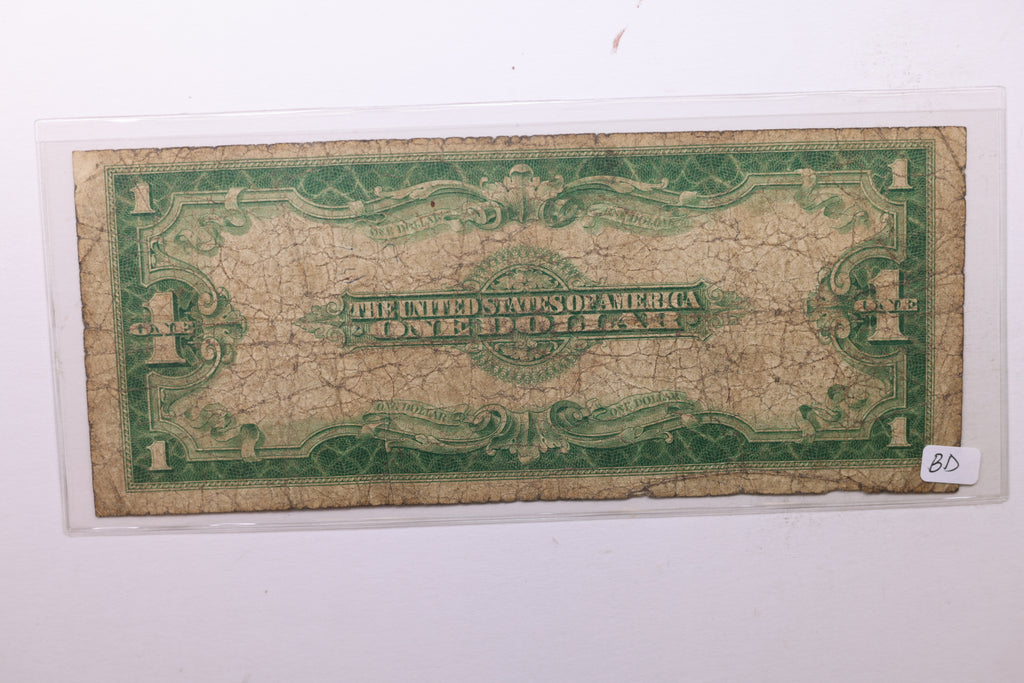 1 1
ONE DOLLAR ONE DOLLAR
1 ONE
THE UNITED STATES OF AMERICA
ONE DOLLAR
1 ONE
ONE DOLLAR ONE DOLLAR
1 1
BD